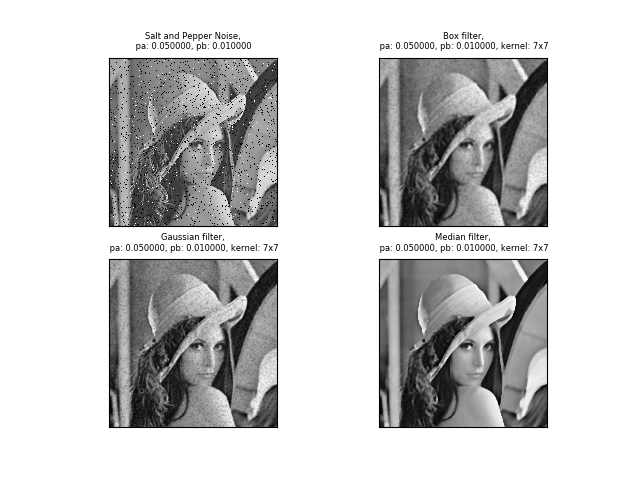 Salt and Pepper Noise,
pa: 0.050000, pb: 0.010000
Box filter,
pa: 0.050000, pb: 0.010000, kernel: 7x7
Gaussian filter,
pa: 0.050000, pb: 0.010000, kernel: 7x7
Median filter,
pa: 0.050000, pb: 0.010000, kernel: 7x7